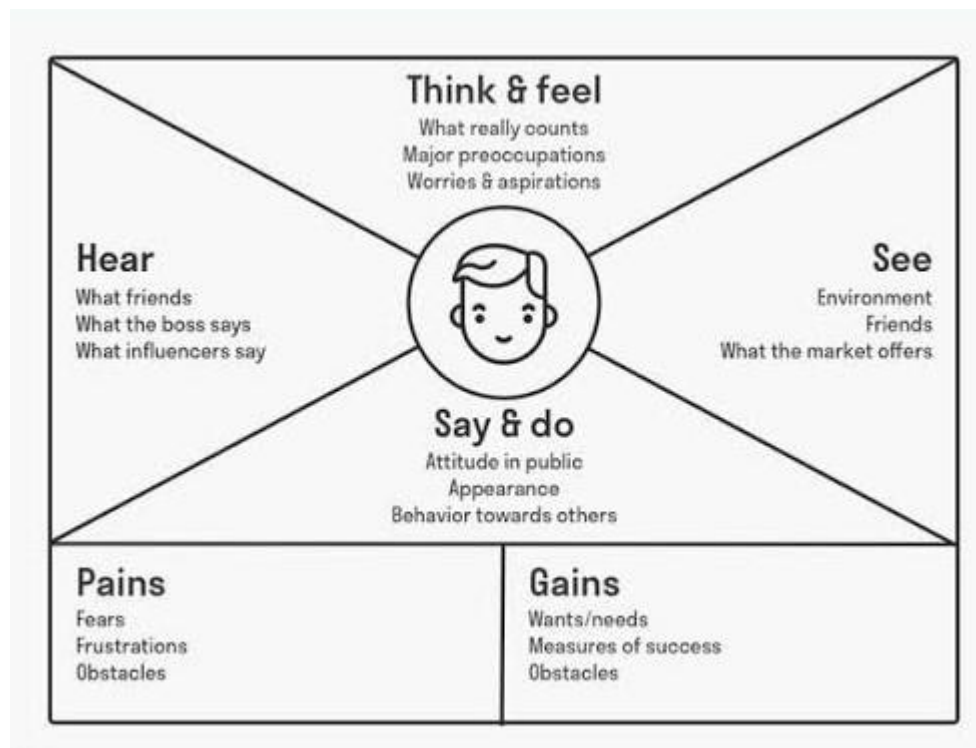 Think & feel
What really counts
Major preoccupations
Worries & aspirations
Hear
What friends
What the boss says
What influencers say
See
Environment
Friends
What the market offers
Say & do
Attitude in public
Appearance
Behavior towards others
Pains
Fears
Frustrations
Obstacles
Gains
Wants/needs
Measures of success
Obstacles